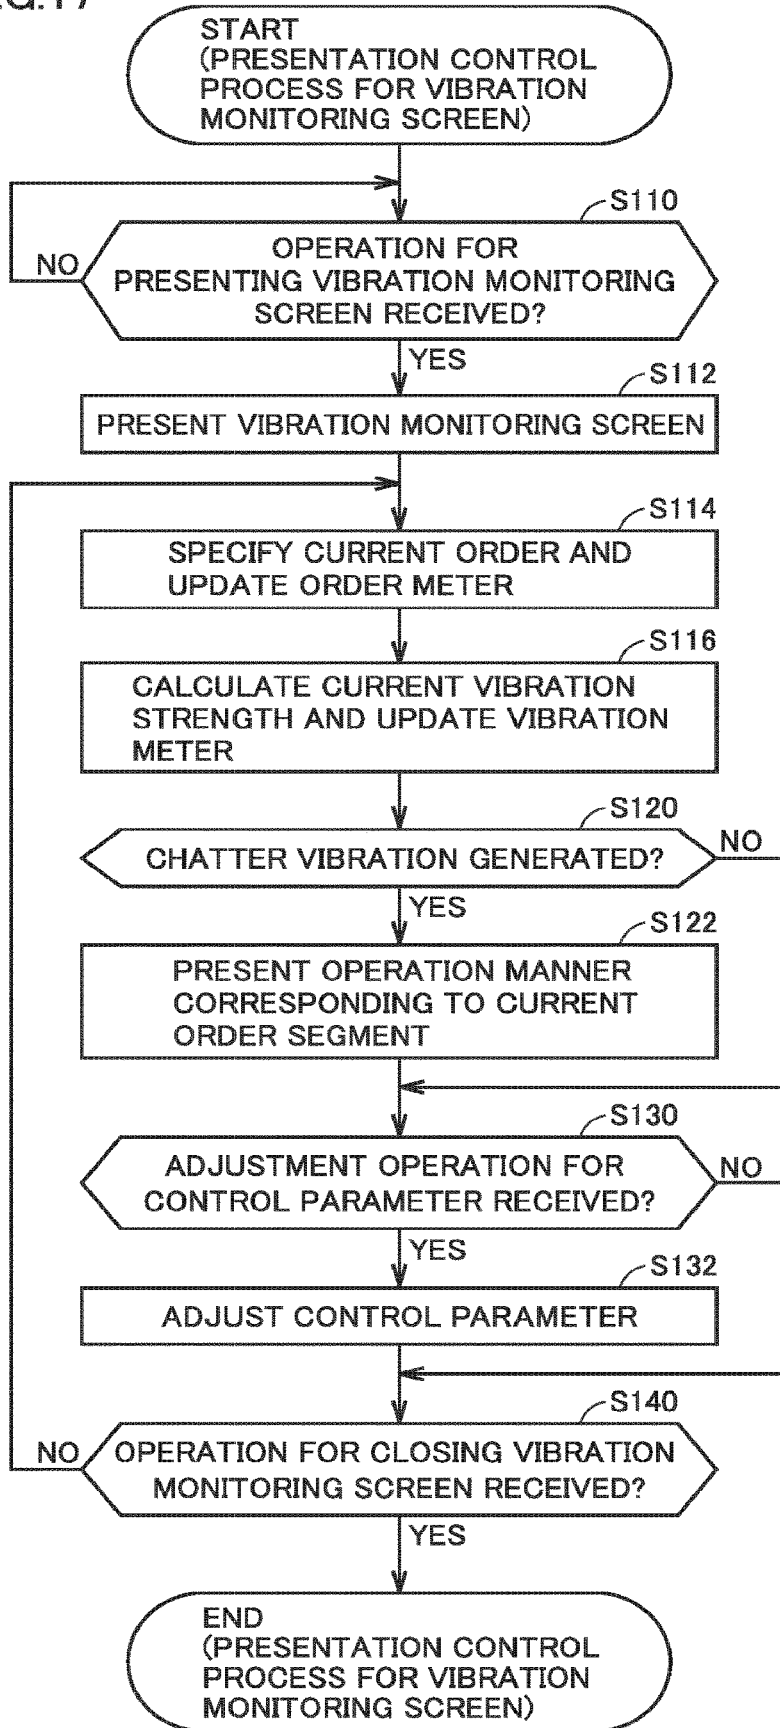 START
(PRESENTATION CONTROL
PROCESS FOR VIBRATION
MONITORING SCREEN)
S110
NO
OPERATION FOR
PRESENTING VIBRATION MONITORING
SCREEN RECEIVED?
YES
S112
PRESENT VIBRATION MONITORING SCREEN
S114
SPECIFY CURRENT ORDER AND
UPDATE ORDER METER
S116
CALCULATE CURRENT VIBRATION
STRENGTH AND UPDATE VIBRATION
METER
S120
CHATTER VIBRATION GENERATED?
NO
YES
S122
PRESENT OPERATION MANNER
CORRESPONDING TO CURRENT
ORDER SEGMENT
S130
ADJUSTMENT OPERATION FOR
CONTROL PARAMETER RECEIVED?
NO
YES
S132
ADJUST CONTROL PARAMETER
S140
NO
OPERATION FOR CLOSING VIBRATION
MONITORING SCREEN RECEIVED?
YES
END
(PRESENTATION CONTROL
PROCESS FOR VIBRATION
MONITORING SCREEN)